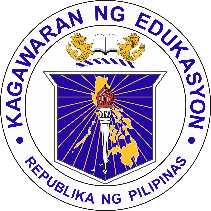 KAGAWARAN NG EDUKASYON
REPUBLIKA NG PILIPINAS